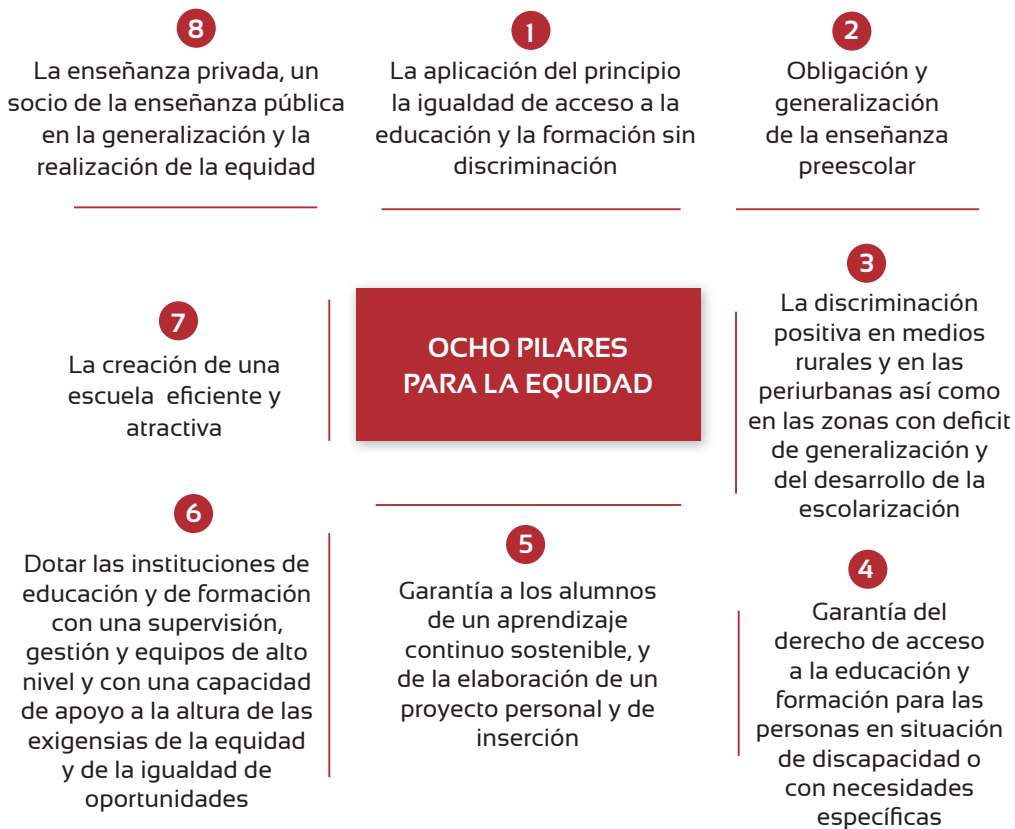 8
La enseñanza privada, un
socio de la enseñanza pública
en la generalización y la
realización de la equidad
1
La aplicación del principio
la igualdad de acceso a la
educación y la formación sin
discriminación
2
Obligación y
generalización
de la enseñanza
preescolar
7
La creación de una
escuela eficiente y
atractiva
OCHO PILARES
PARA LA EQUIDAD
3
La discriminación
positiva en medios
rurales y en las
periurbanas así como
en las zonas con deficit
de generalización y
del desarrollo de la
escolarización
6
Dotar las instituciones de
educación y de formación
con una supervisión,
gestión y equipos de alto
nivel y con una capacidad
de apoyo a la altura de las
exigensias de la equidad
y de la igualdad de
oportunidades
5
Garantía a los alumnos
de un aprendizaje
continuo sostenible, y
de la elaboración de un
proyecto personal y de
inserción
4
Garantía del
derecho de acceso
a la educación y
formación para las
personas en situación
de discapacidad o
con necesidades
específicas